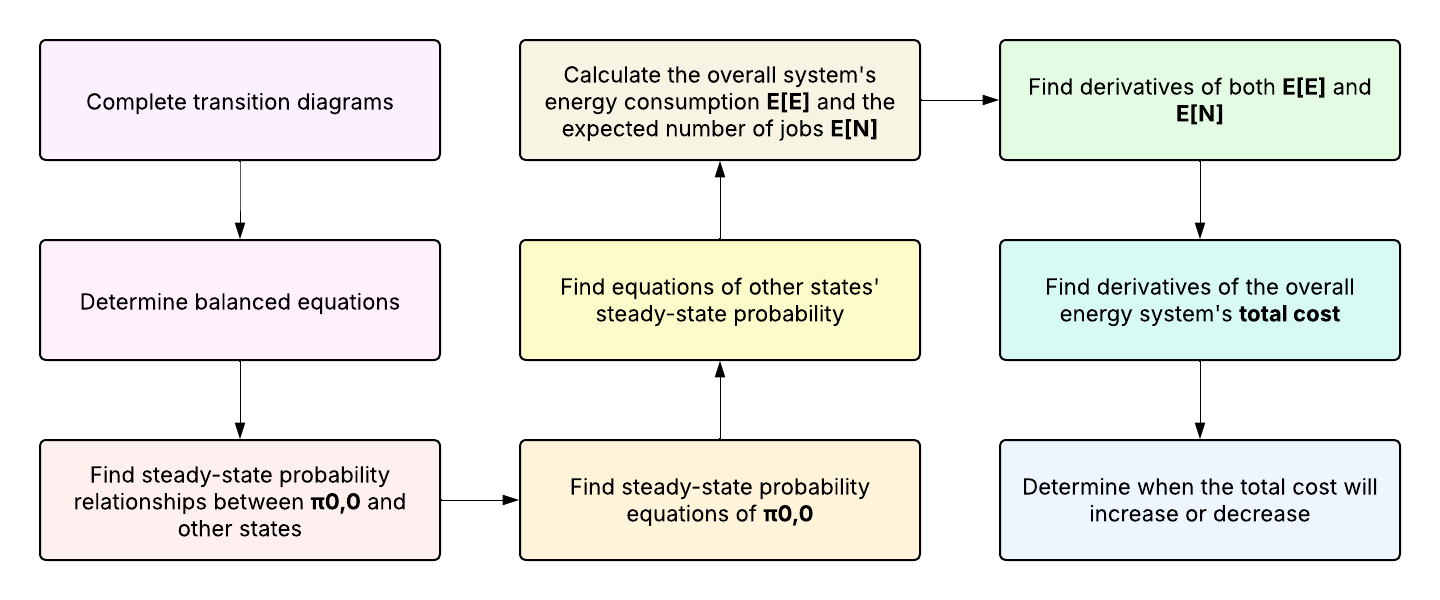 Complete transition diagrams
Determine balanced equations
Find steady-state probability
relationships between π0,0 and
other states
Find steady-state probability
equations of π0,0
Find equations of other states'
steady-state probability
Calculate the overall system's
energy consumption E[E] and the
expected number of jobs E[N]
Find derivatives of both E[E] and
E[N]
Find derivatives of the overall
energy system's total cost
Determine when the total cost will
increase or decrease